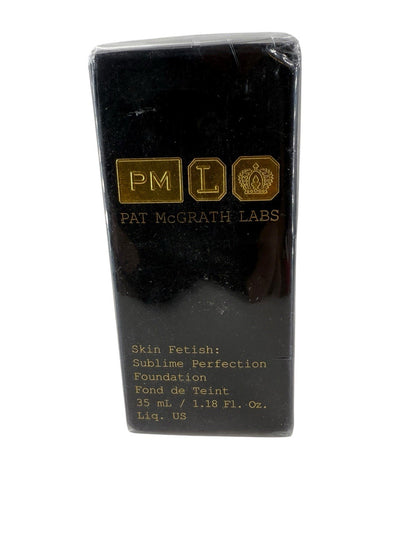 PM L
PAT McGRATH LABS
Skin Fetish:
Sublime Perfection
Foundation
Fond de Teint
35 mL / 1.18 Fl. Oz.
Liq. US